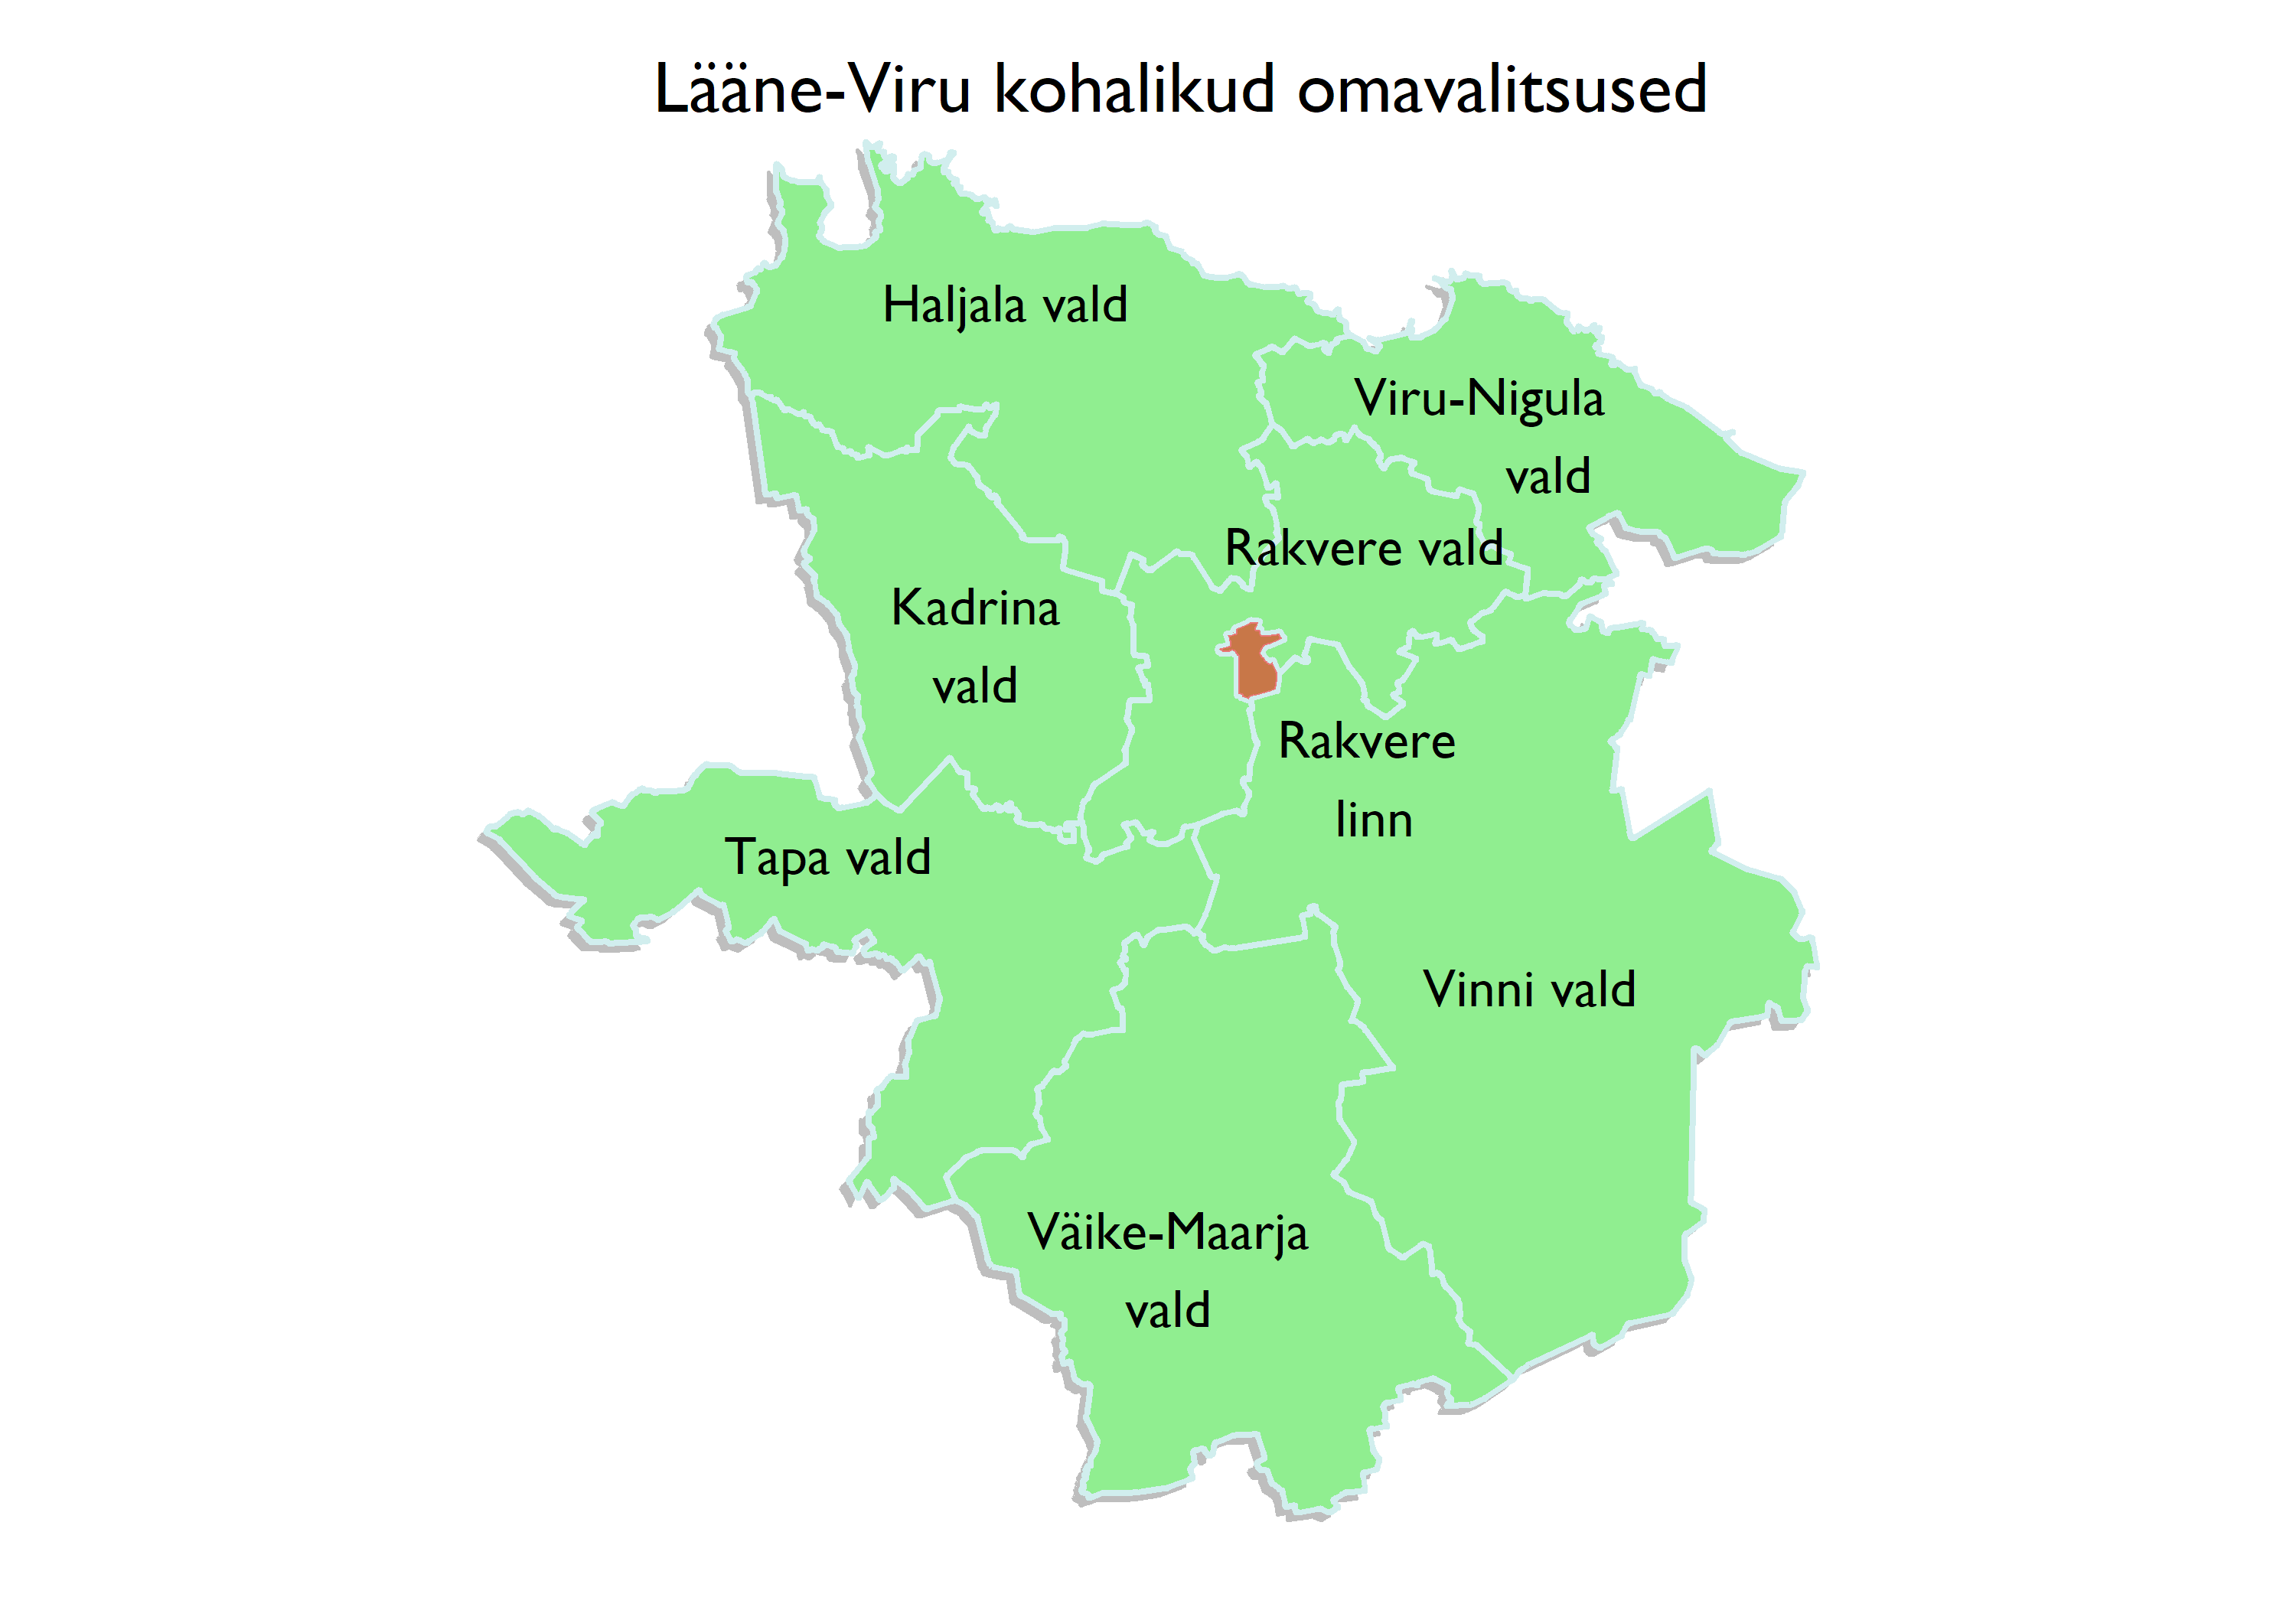 Lääne-Viru kohalikud omavalitsused
Haljala vald
Viru-Nigula
vald
Rakvere vald
Kadrina
vald
Rakvere
linn
Tapa vald
Vinni vald
Väike-Maarja
vald